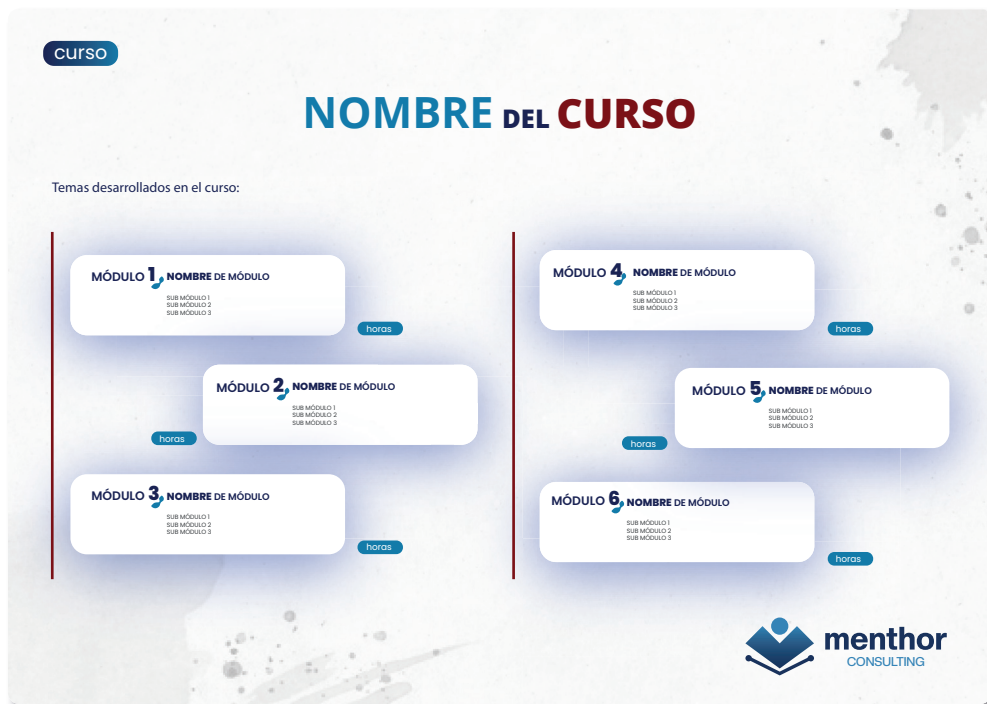 curso
NOMBRE DEL CURSO
Temas desarrollados en el curso:
MÓDULO 1 NOMBRE DE MÓDULO
SUB MÓDULO 1
SUB MÓDULO 2
SUB MÓDULO 3
horas
MÓDULO 2 NOMBRE DE MÓDULO
SUB MÓDULO 1
SUB MÓDULO 2
SUB MÓDULO 3
horas
MÓDULO 3 NOMBRE DE MÓDULO
SUB MÓDULO 1
SUB MÓDULO 2
SUB MÓDULO 3
horas
MÓDULO 4 NOMBRE DE MÓDULO
SUB MÓDULO 1
SUB MÓDULO 2
SUB MÓDULO 3
horas
MÓDULO 5 NOMBRE DE MÓDULO
SUB MÓDULO 1
SUB MÓDULO 2
SUB MÓDULO 3
horas
MÓDULO 6 NOMBRE DE MÓDULO
SUB MÓDULO 1
SUB MÓDULO 2
SUB MÓDULO 3
horas
menthor
CONSULTING